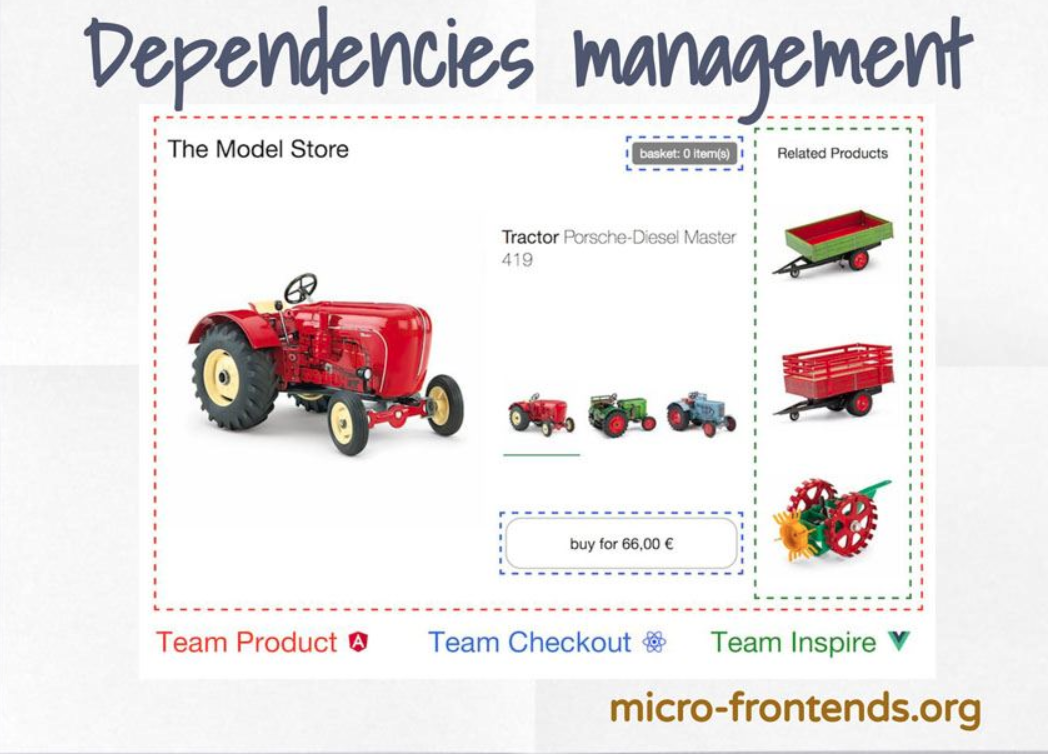 Dependencies management
The Model Store
basket: 0 item(s)
Related Products
Tractor Porsche-Diesel Master
419
buy for 66,00 €
Team Product
Team Checkout
Team Inspire
micro-frontends.org